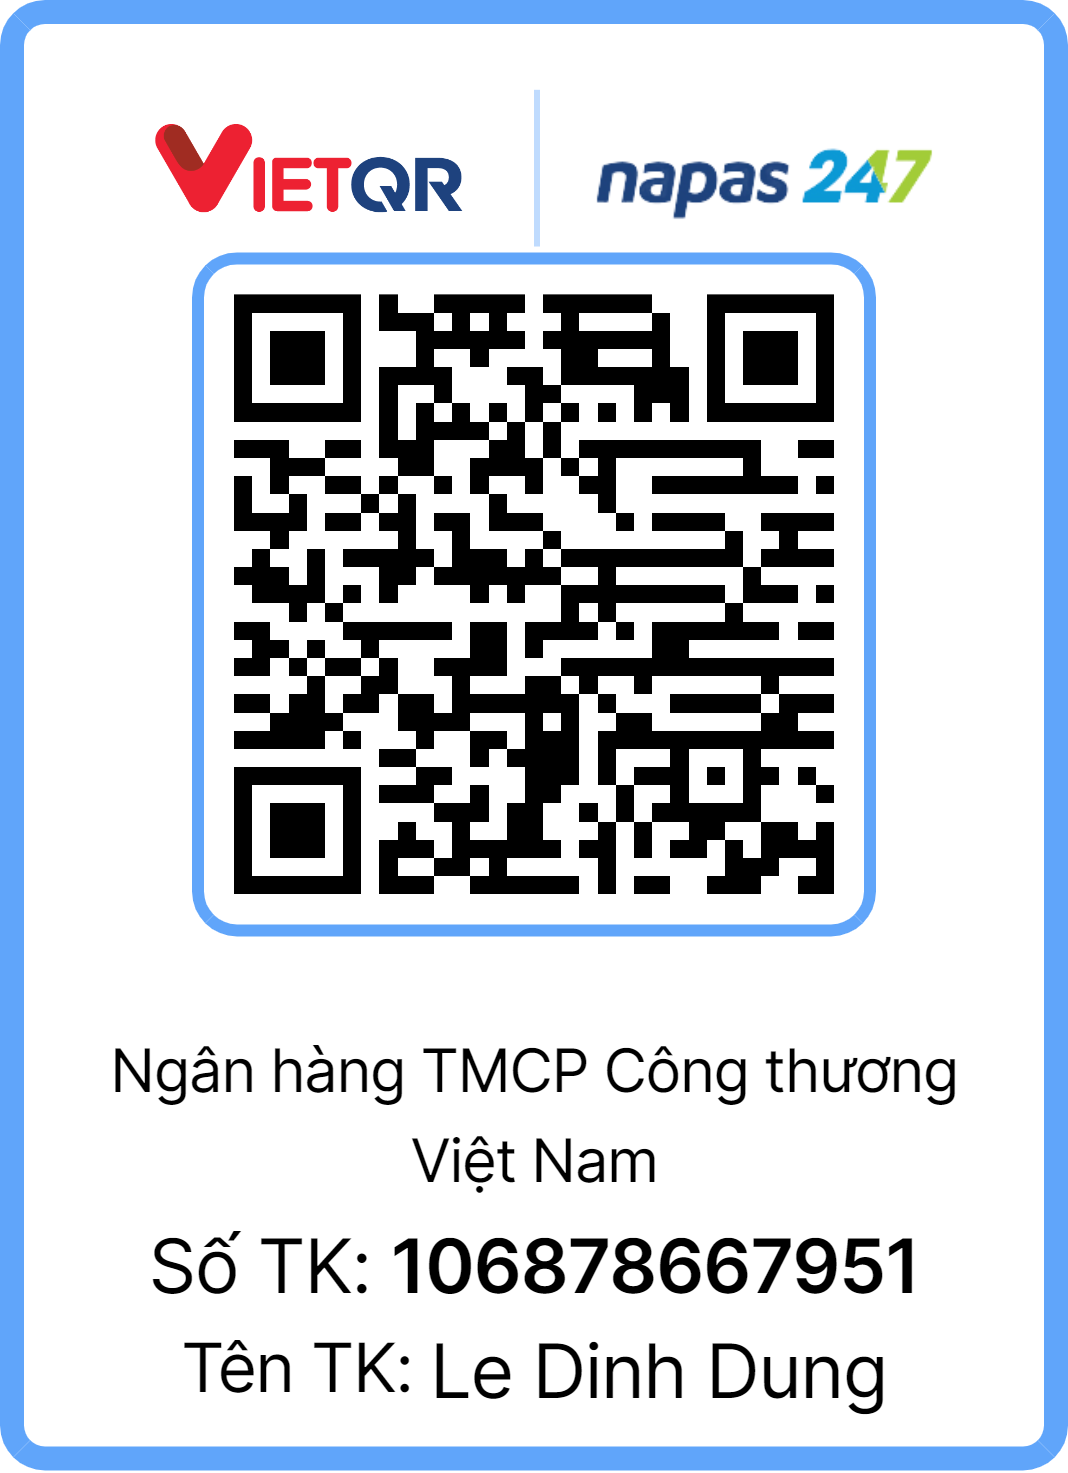 VIETQR
napas 247
Ngân hàng TMCP Công thương
Việt Nam
Số TK: 106878667951
Tên TK: Le Dinh Dung